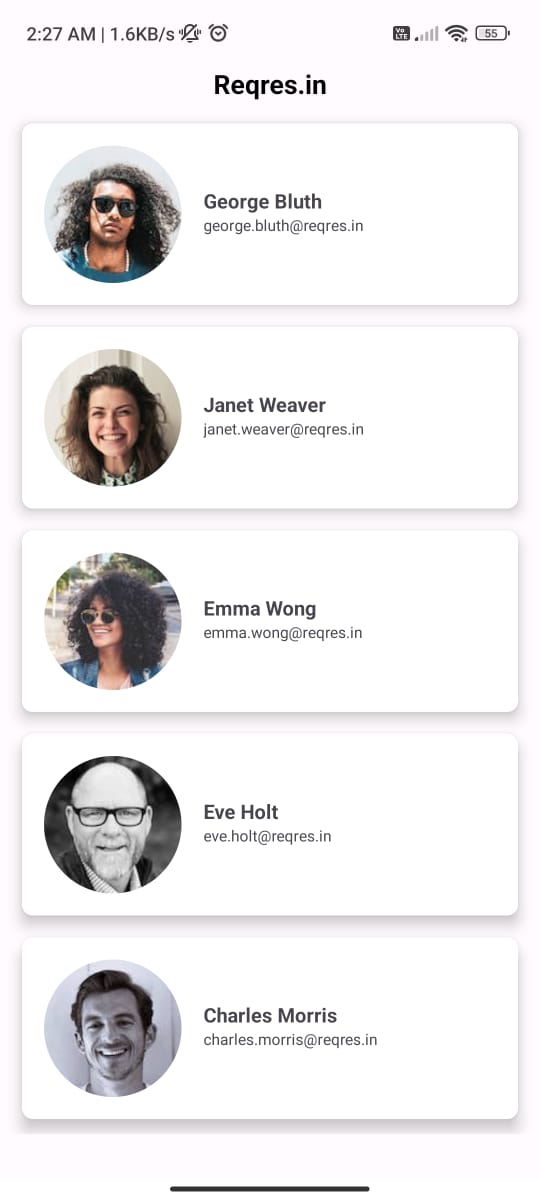 2:27 AM | 1.6KB/s
Vo LTE
55
Reqres.in
George Bluth
george.bluth@reqres.in
Janet Weaver
janet.weaver@reqres.in
Emma Wong
emma.wong@reqres.in
Eve Holt
eve.holt@reqres.in
Charles Morris
charles.morris@reqres.in